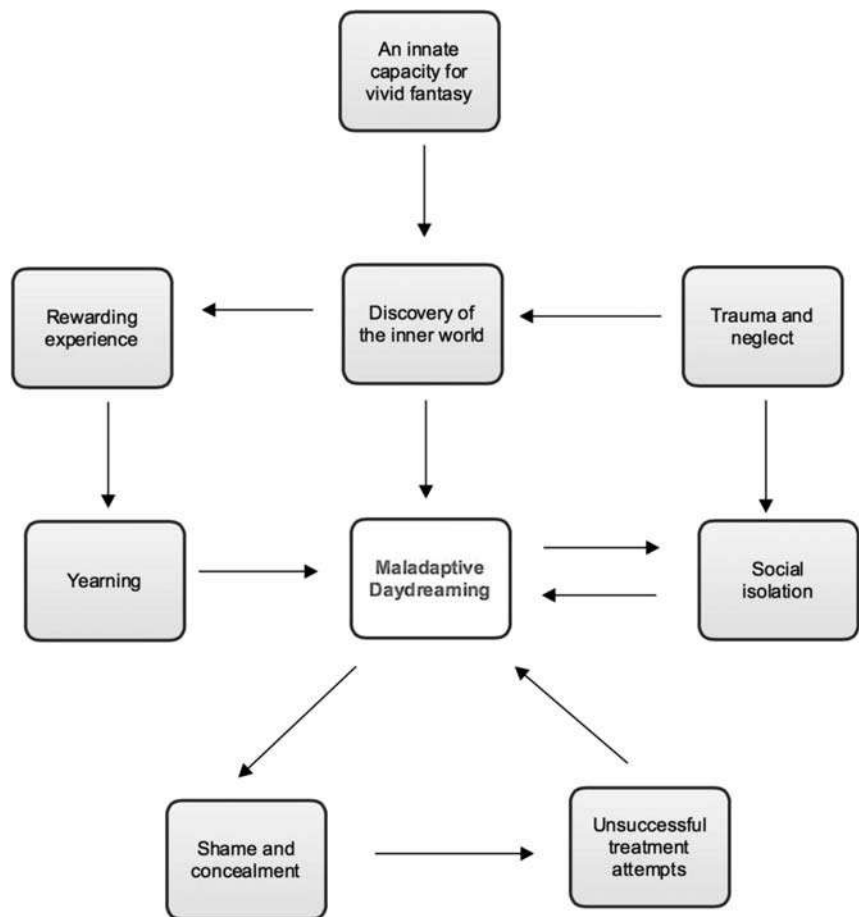 An innate
capacity for
vivid fantasy
Rewarding
experience
Discovery of
the inner world
Trauma and
neglect
Yearning
Maladaptive
Daydreaming
Social
isolation
Shame and
concealment
Unsuccessful
treatment
attempts